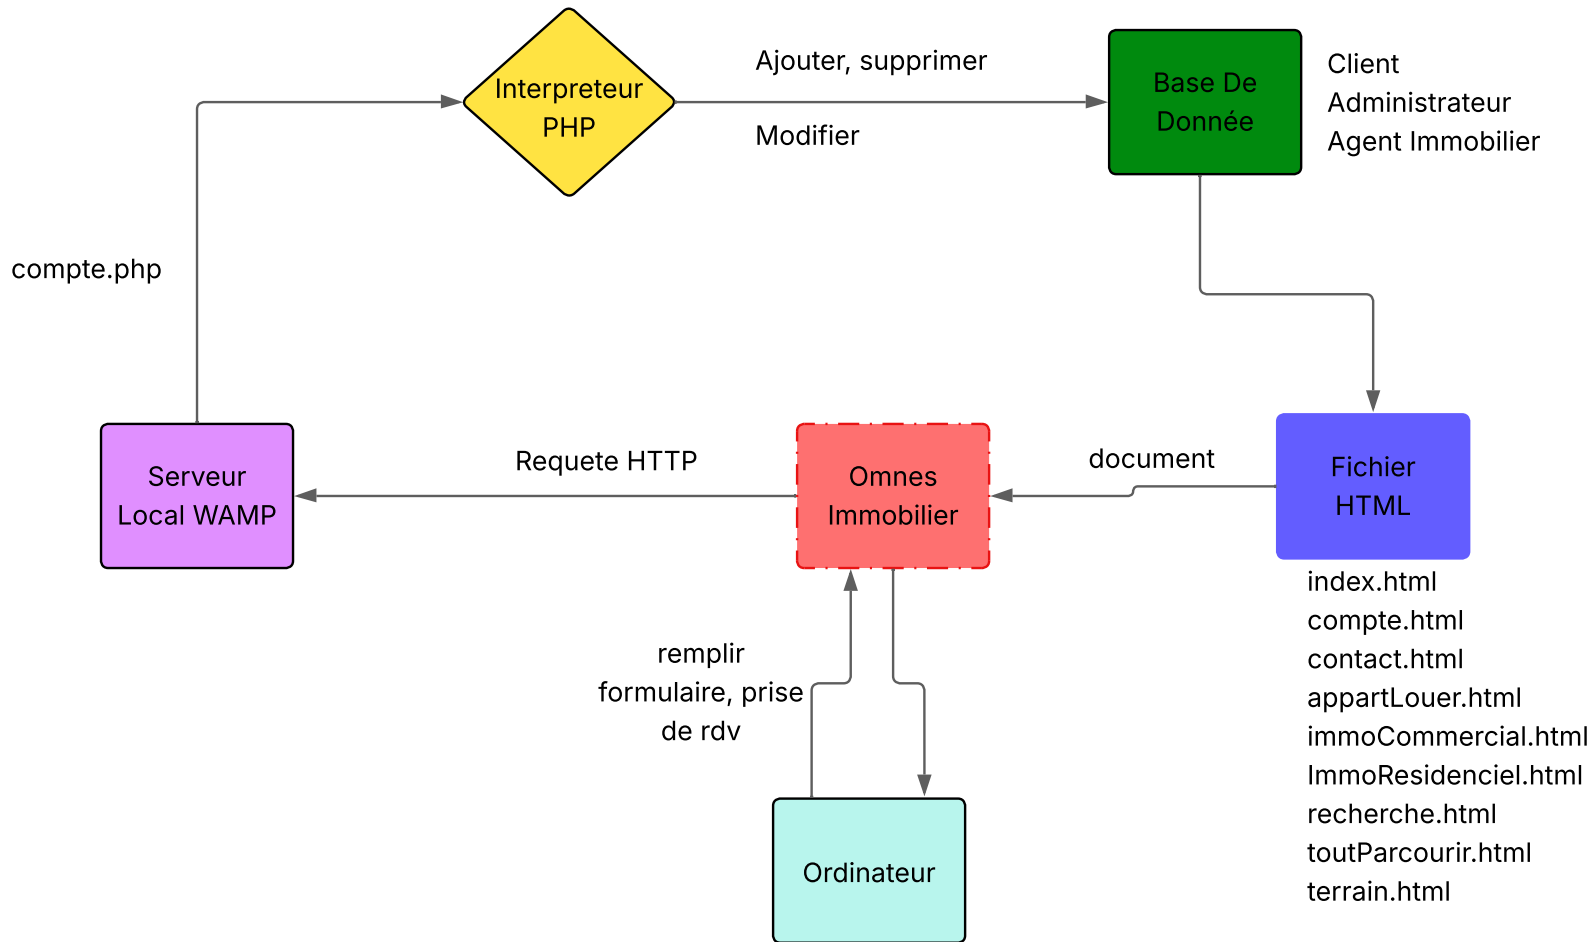 Interpreteur
PHP
Ajouter, supprimer
Modifier
Base De
Donnée
Client
Administrateur
Agent Immobilier
compte.php
Serveur
Local WAMP
Requete HTTP
Omnes
Immobilier
document
Fichier
HTML
index.html
compte.html
contact.html
appartLouer.html
immoCommercial.html
ImmoResidenciel.html
recherche.html
toutParcourir.html
terrain.html
remplir
formulaire, prise
de rdv
Ordinateur